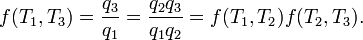 f(T_1,T_3) = \frac{q_3}{q_1} = \frac{q_2 q_3}{q_1 q_2} = f(T_1,T_2)f(T_2,T_3).